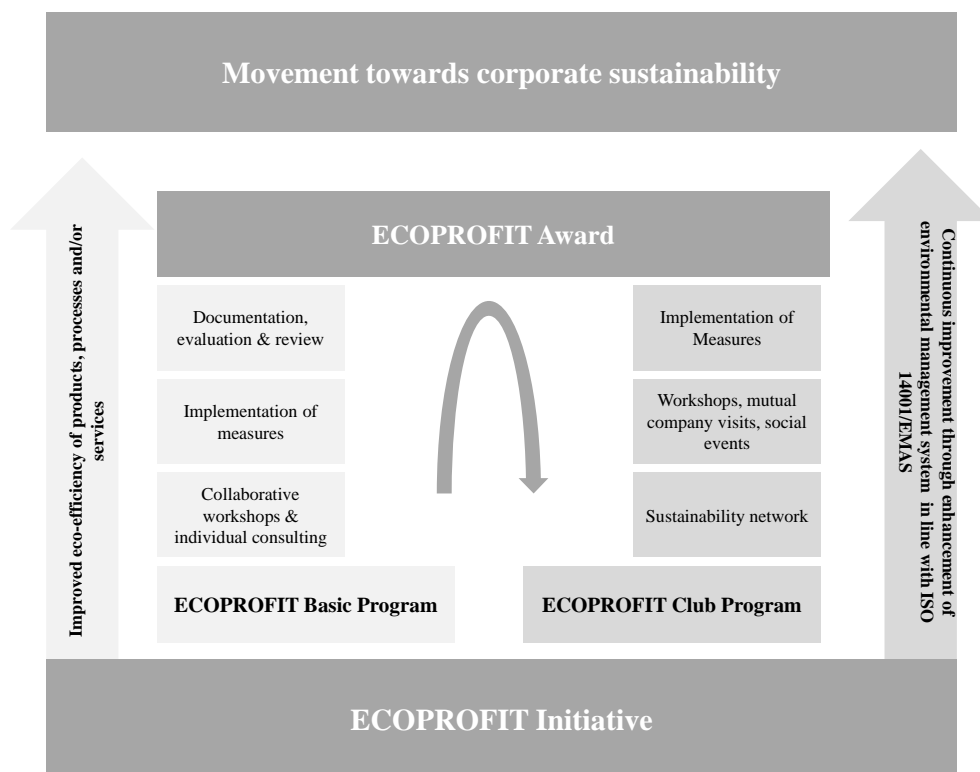 Movement towards corporate sustainability
ECOPROFIT Award
Improved eco-efficiency of products, processes and/or
services
Documentation,
evaluation & review
Implementation of
measures
Collaborative
workshops &
individual consulting
ECOPROFIT Basic Program
Implementation of
Measures
Workshops, mutual
company visits, social
events
Sustainability network
ECOPROFIT Club Program
Continuous improvement through enhancement of
environmental management system in line with ISO
14001/EMAS
ECOPROFIT Initiative